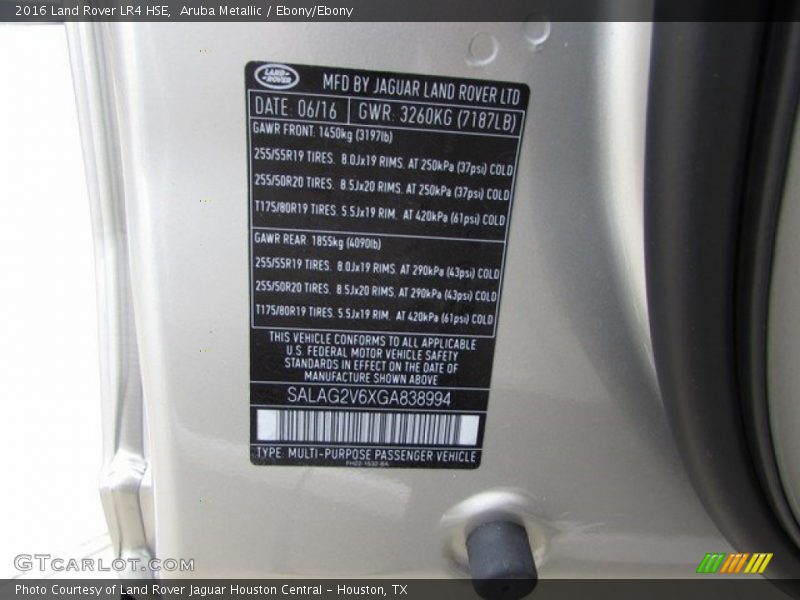 2016 Land Rover LR4 HSE, Aruba Metallic / Ebony/Ebony
LAND-ROVER
MFD BY JAGUAR LAND ROVER LTD
DATE: 06/16 GWR: 3260KG (7187LB)
GAWR FRONT: 1450kg (3197lb)
255/55R19 TIRES. 8.0Jx19 RIMS. AT 250kPa (37psi) COLD
255/50R20 TIRES. 8.5Jx20 RIMS. AT 250kPa (37psi) COLD
T175/80R19 TIRES. 5.5Jx19 RIM. AT 420kPa (61psi) COLD
GAWR REAR: 1855kg (4090lb)
255/55R19 TIRES. 8.0Jx19 RIMS. AT 290kPa (43psi) COLD
255/50R20 TIRES. 8.5Jx20 RIMS. AT 290kPa (43psi) COLD
T175/80R19 TIRES. 5.5Jx19 RIM. AT 420kPa (61psi) COLD
THIS VEHICLE CONFORMS TO ALL APPLICABLE
U.S. FEDERAL MOTOR VEHICLE SAFETY
STANDARDS IN EFFECT ON THE DATE OF
MANUFACTURE SHOWN ABOVE
SALAG2V6XGA838994
TYPE: MULTI-PURPOSE PASSENGER VEHICLE
GTCarLot.com
Photo Courtesy of Land Rover Jaguar Houston Central - Houston, TX